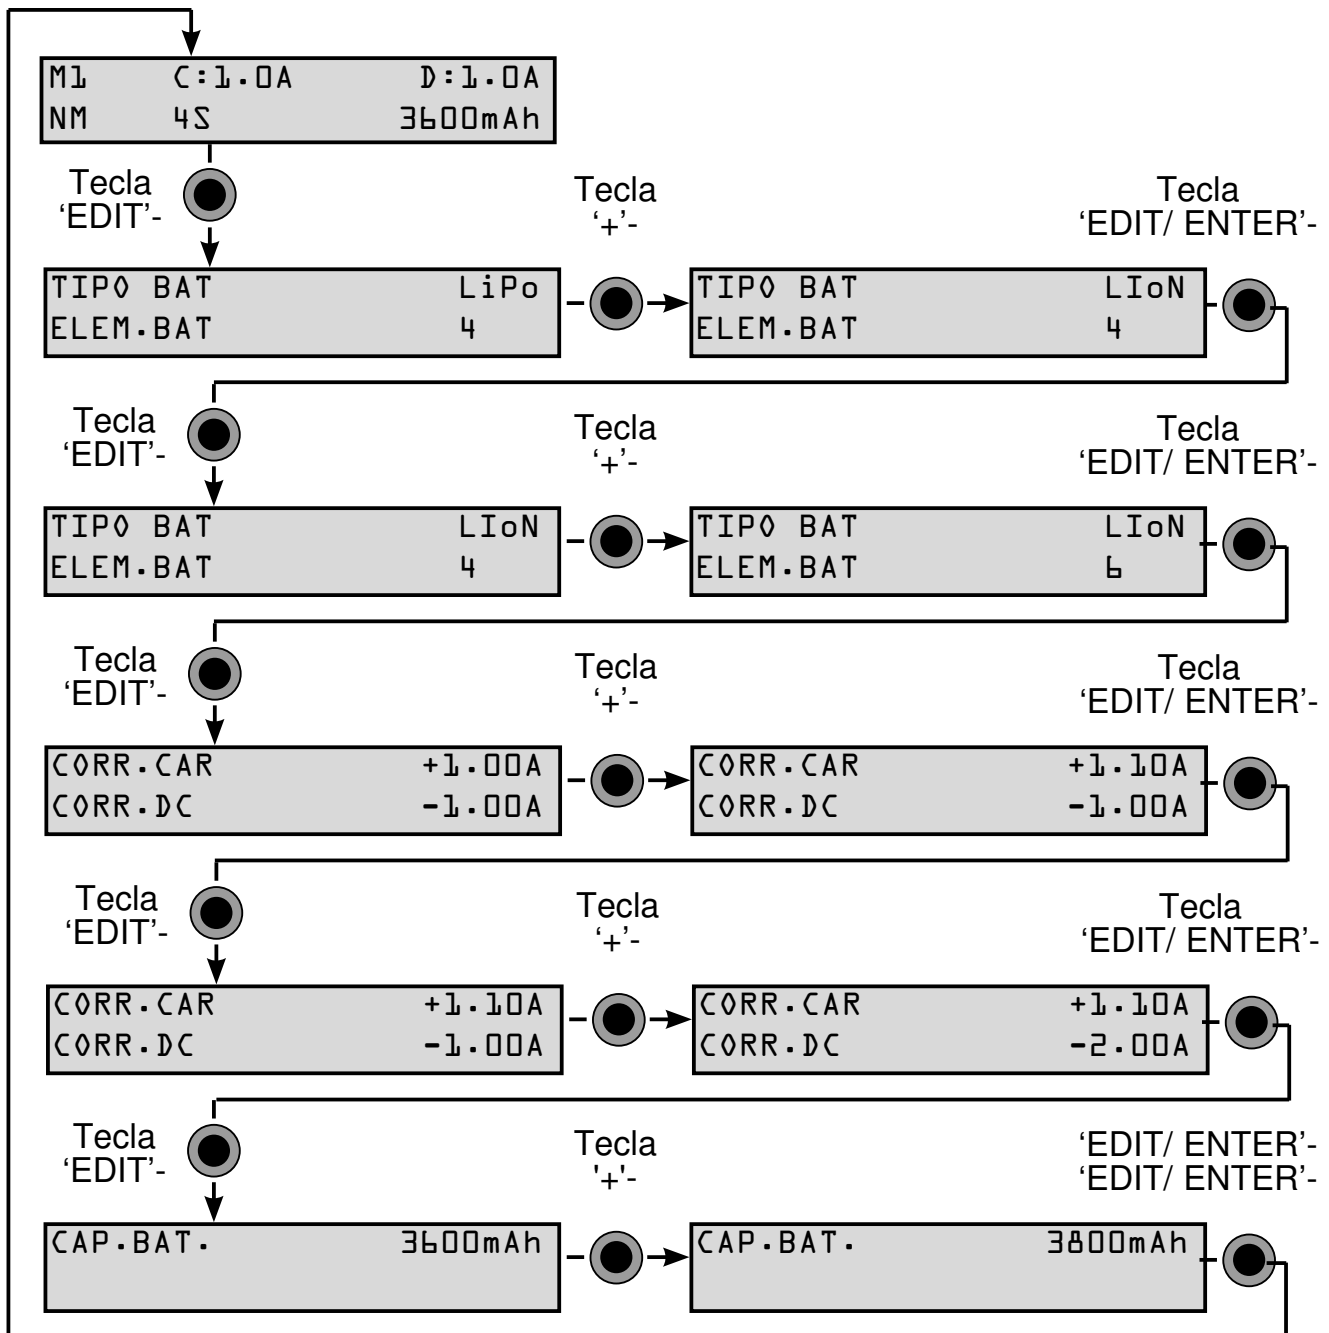 M1 C:1.0A D:1.0A
NM 4S 3600mAh
Tecla
‘EDIT’-
Tecla
‘+’-
Tecla
‘EDIT/ ENTER’-
TIPO BAT LiPo
ELEM.BAT 4
TIPO BAT LIoN
ELEM.BAT 4
Tecla
‘EDIT’-
Tecla
‘+’-
Tecla
‘EDIT/ ENTER’-
TIPO BAT LIoN
ELEM.BAT 4
TIPO BAT LIoN
ELEM.BAT 6
Tecla
‘EDIT’-
Tecla
‘+’-
Tecla
‘EDIT/ ENTER’-
CORR.CAR +1.00A
CORR.DC -1.00A
CORR.CAR +1.10A
CORR.DC -1.00A
Tecla
‘EDIT’-
Tecla
‘+’-
Tecla
‘EDIT/ ENTER’-
CORR.CAR +1.10A
CORR.DC -1.00A
CORR.CAR +1.10A
CORR.DC -2.00A
Tecla
‘EDIT’-
Tecla
'+'-
‘EDIT/ ENTER’-
‘EDIT/ ENTER’-
CAP.BAT. 3600mAh
CAP.BAT. 3800mAh